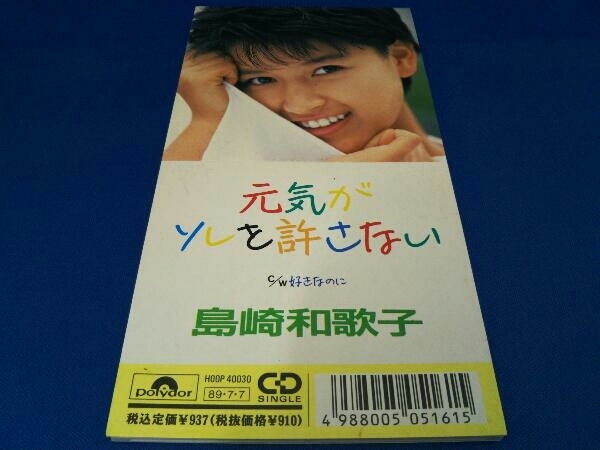 元気が
ソレを許さない
c/w好きなのに
島崎和歌子
polydor
H00P 40030
89・7・7
CD
SINGLE
税込定価¥937(税抜価格¥910)
4 988005 051615